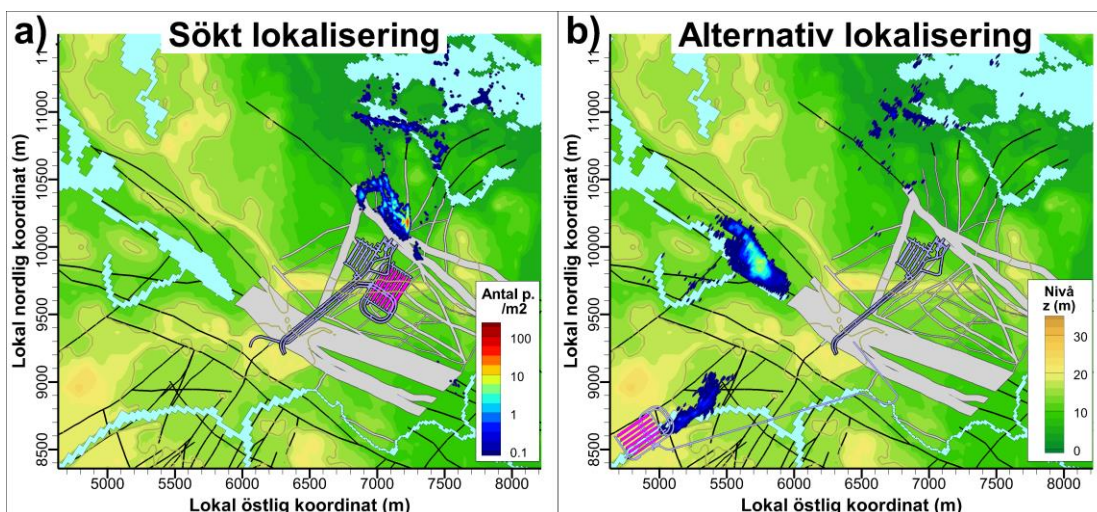 a) Sökt lokalisering
Lokal nordlig koordinat (m)
11000
10500
10000
9500
9000
8500
Antal p.
/m2
100
10
1
0.1
5000 5500 6000 6500 7000 7500 8000
Lokal östlig koordinat (m)
b) Alternativ lokalisering
Lokal nordlig koordinat (m)
11000
10500
10000
9500
9000
8500
Nivå
z (m)
30
20
10
0
5000 5500 6000 6500 7000 7500 8000
Lokal östlig koordinat (m)